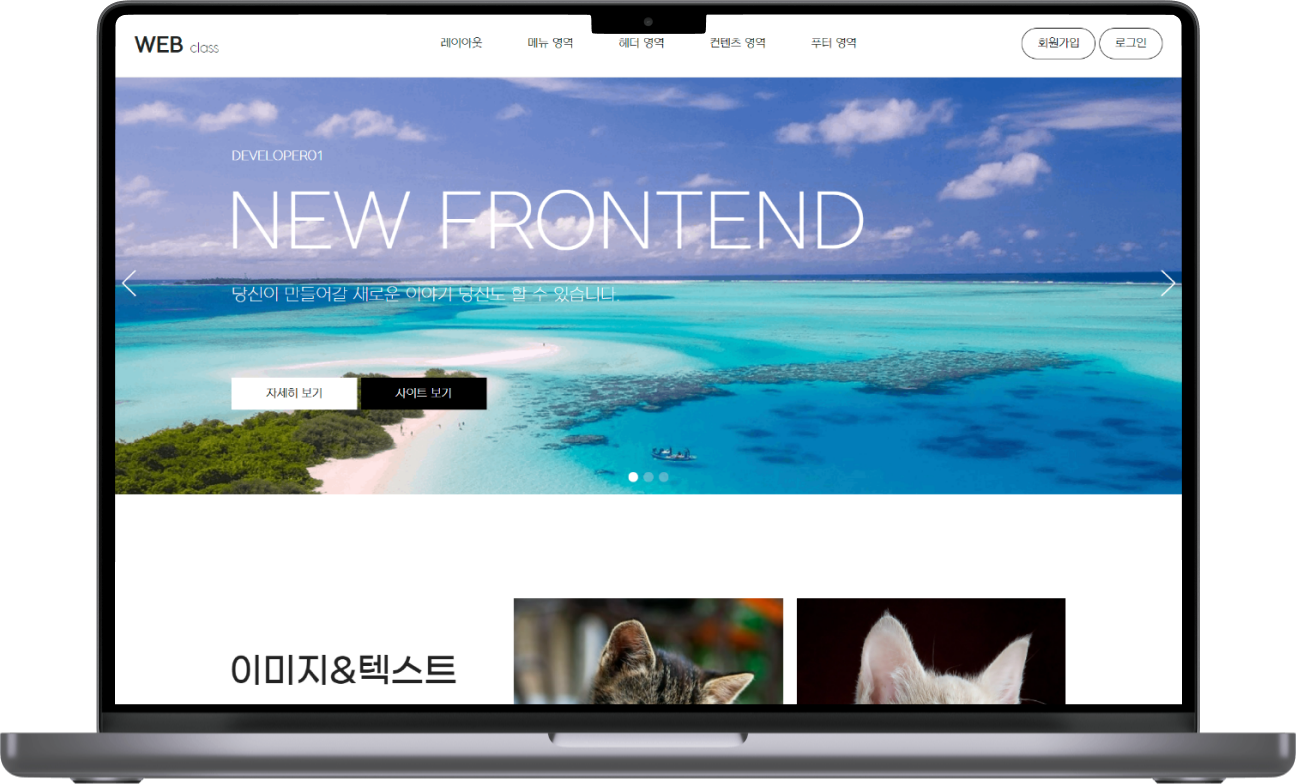 WEB class
레이아웃 메뉴 영역 헤더 영역 컨텐츠 영역 푸터 영역
회원가입 로그인
DEVELOPER01
NEW FRONTEND
당신이 만들어갈 새로운 이야기 당신도 할 수 있습니다.
자세히 보기 사이트 보기
이미지&텍스트